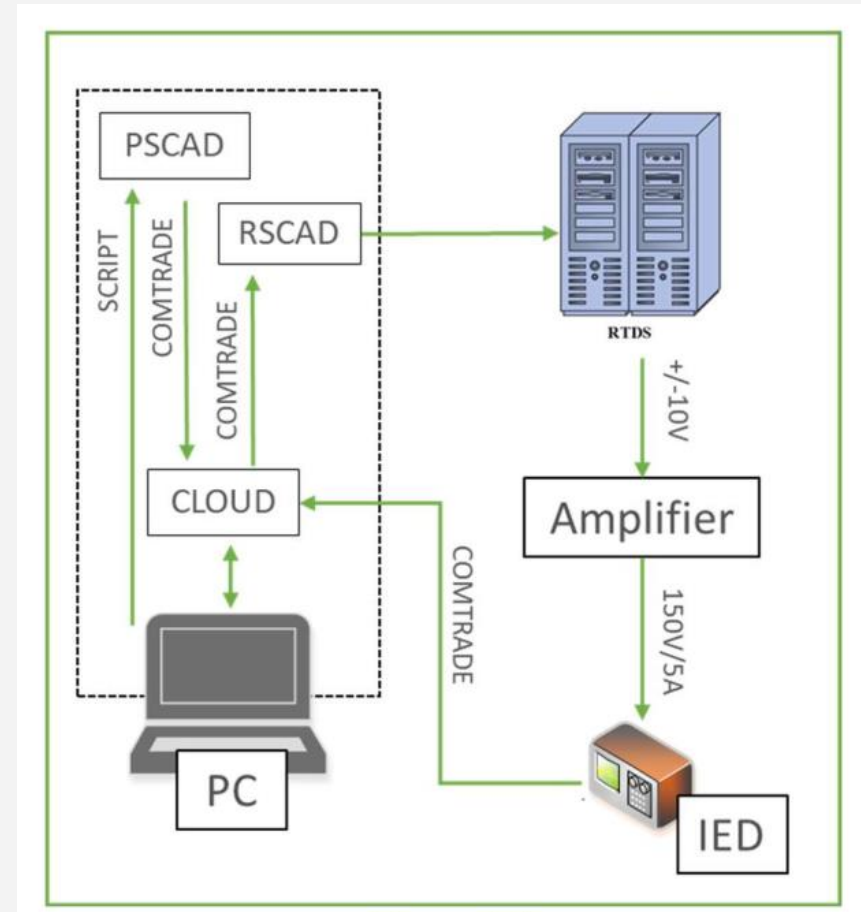 PSCAD
RSCAD
SCRIPT
COMTRADE
COMTRADE
RTDS
+/-10V
CLOUD
Amplifier
COMTRADE
150V/5A
PC
IED